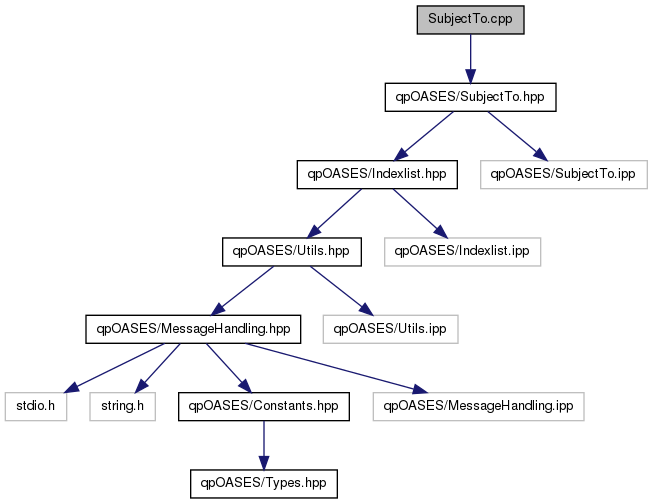 SubjectTo.cpp
qpOASES/SubjectTo.hpp
qpOASES/Indexlist.hpp
qpOASES/SubjectTo.ipp
qpOASES/Utils.hpp
qpOASES/Indexlist.ipp
qpOASES/MessageHandling.hpp
qpOASES/Utils.ipp
stdio.h
string.h
qpOASES/Constants.hpp
qpOASES/MessageHandling.ipp
qpOASES/Types.hpp